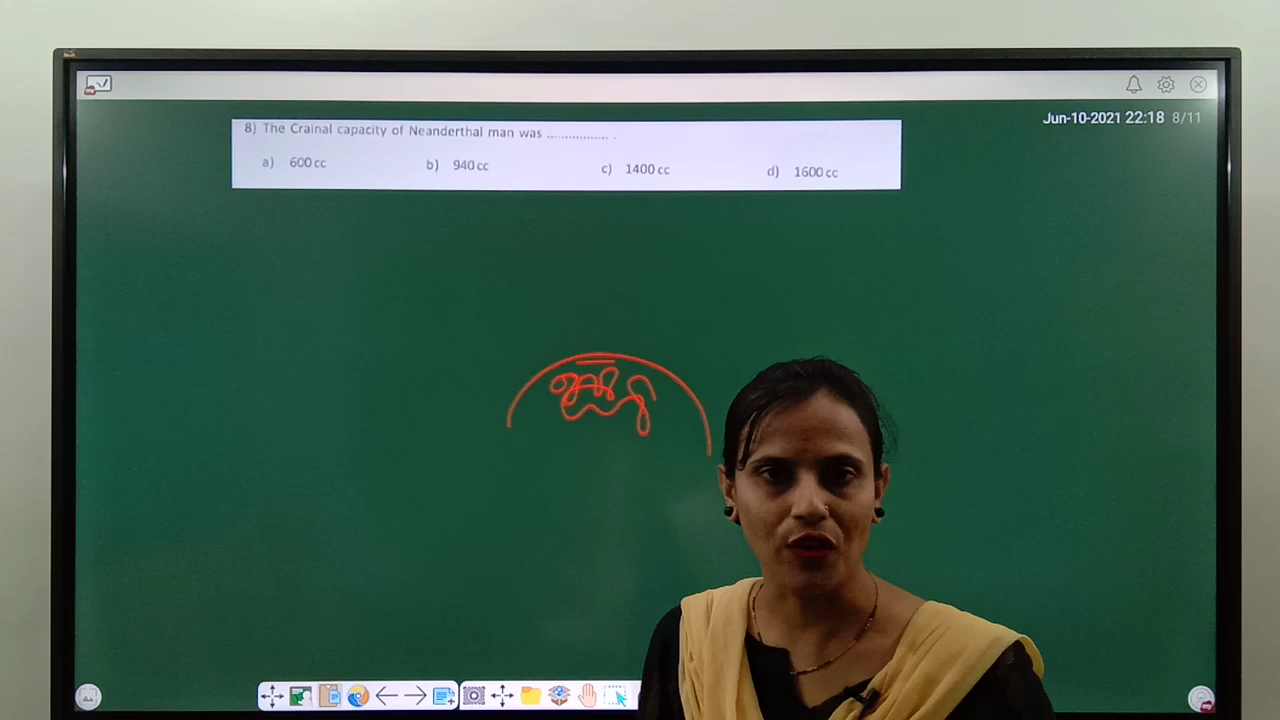 Jun-10-2021 22:18 8/11
8) The Crainal capacity of Neanderthal man was ................ .
a) 600 cc b) 940 cc c) 1400 cc d) 1600 cc